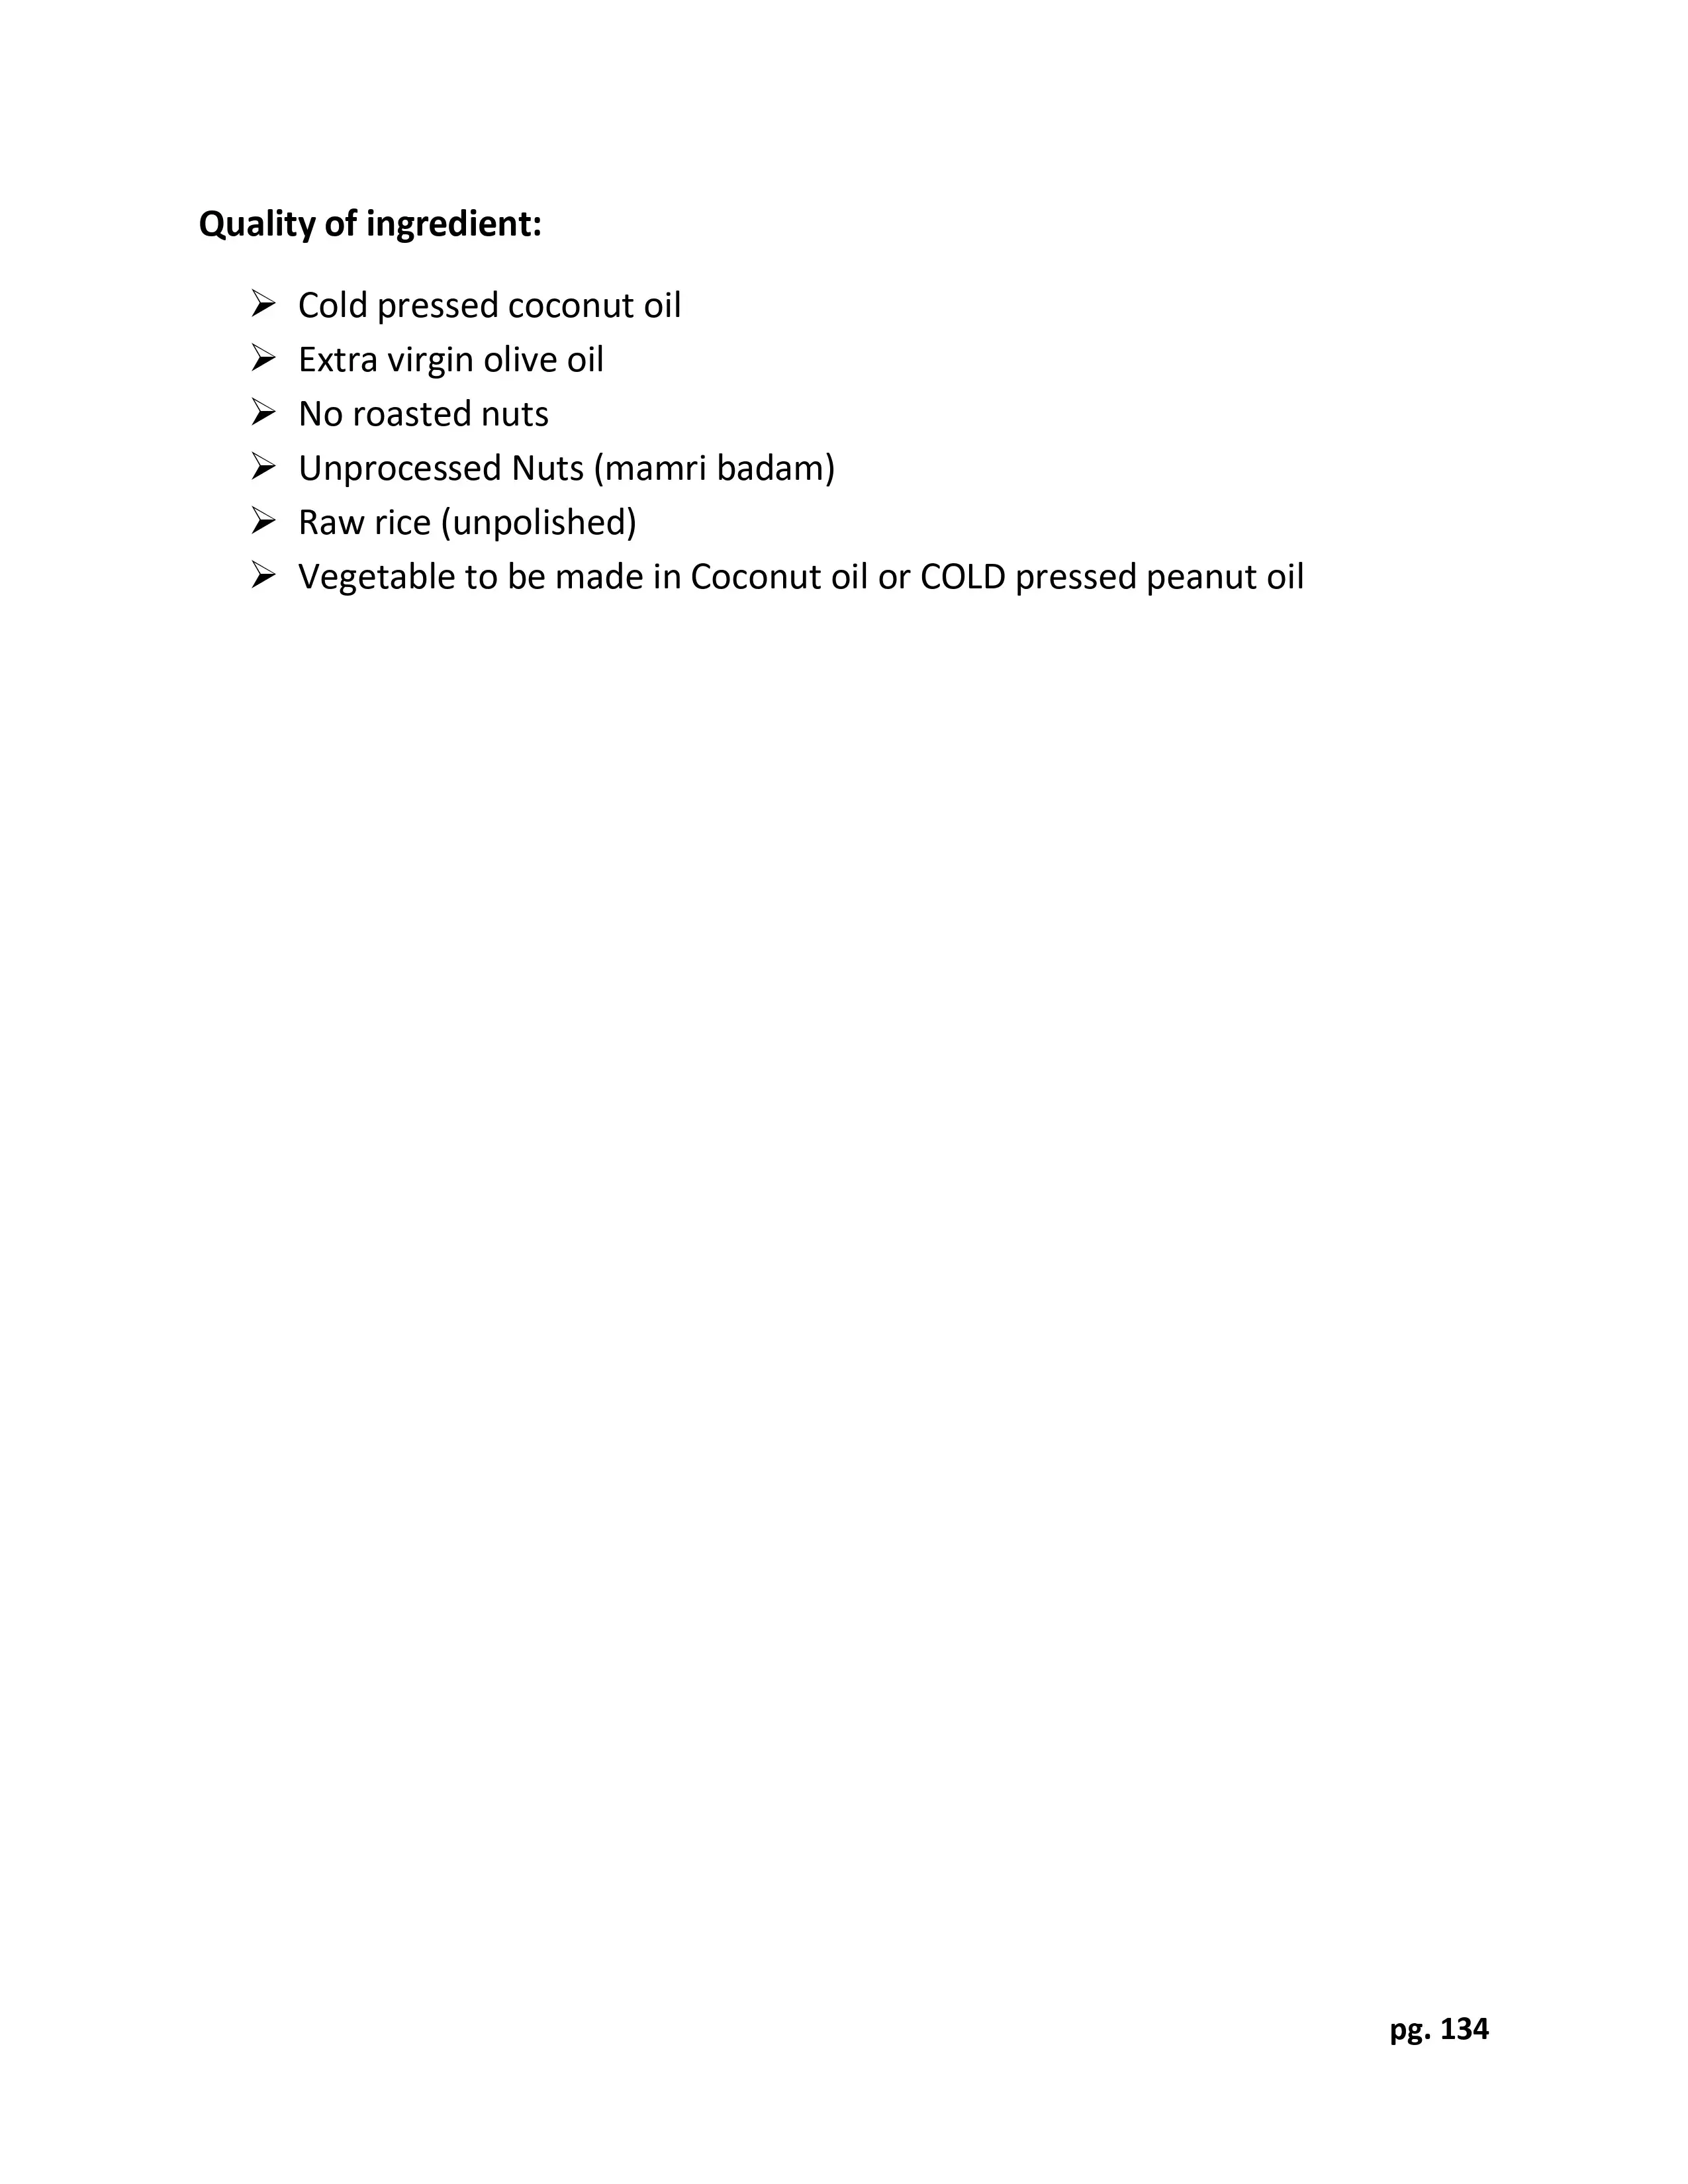 Quality of ingredient:
➢ Cold pressed coconut oil
➢ Extra virgin olive oil
➢ No roasted nuts
➢ Unprocessed Nuts (mamri badam)
➢ Raw rice (unpolished)
➢ Vegetable to be made in Coconut oil or COLD pressed peanut oil
pg. 134